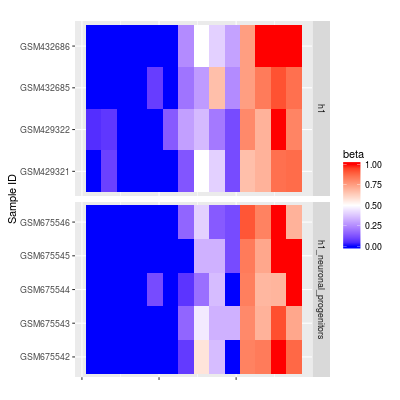 Sample ID
GSM432686
GSM432685
GSM429322
GSM429321
h1
GSM675546
GSM675545
GSM675544
GSM675543
GSM675542
h1_neuronal_progenitors
beta
1.00
0.75
0.50
0.25
0.00